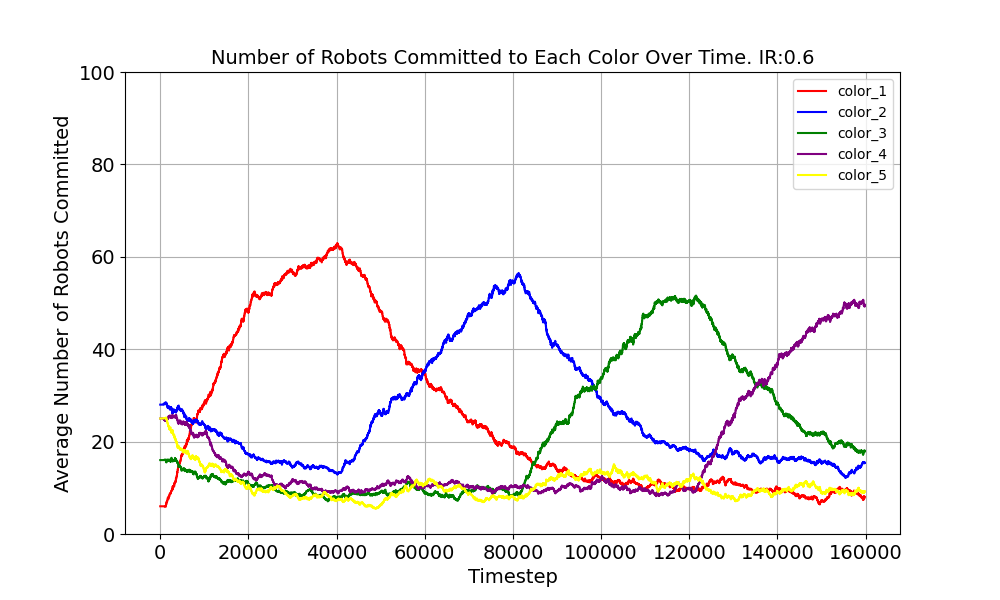 Number of Robots Committed to Each Color Over Time. IR:0.6
Average Number of Robots Committed
100
80
60
40
20
0
color_1
color_2
color_3
color_4
color_5
0 20000 40000 60000 80000 100000 120000 140000 160000
Timestep